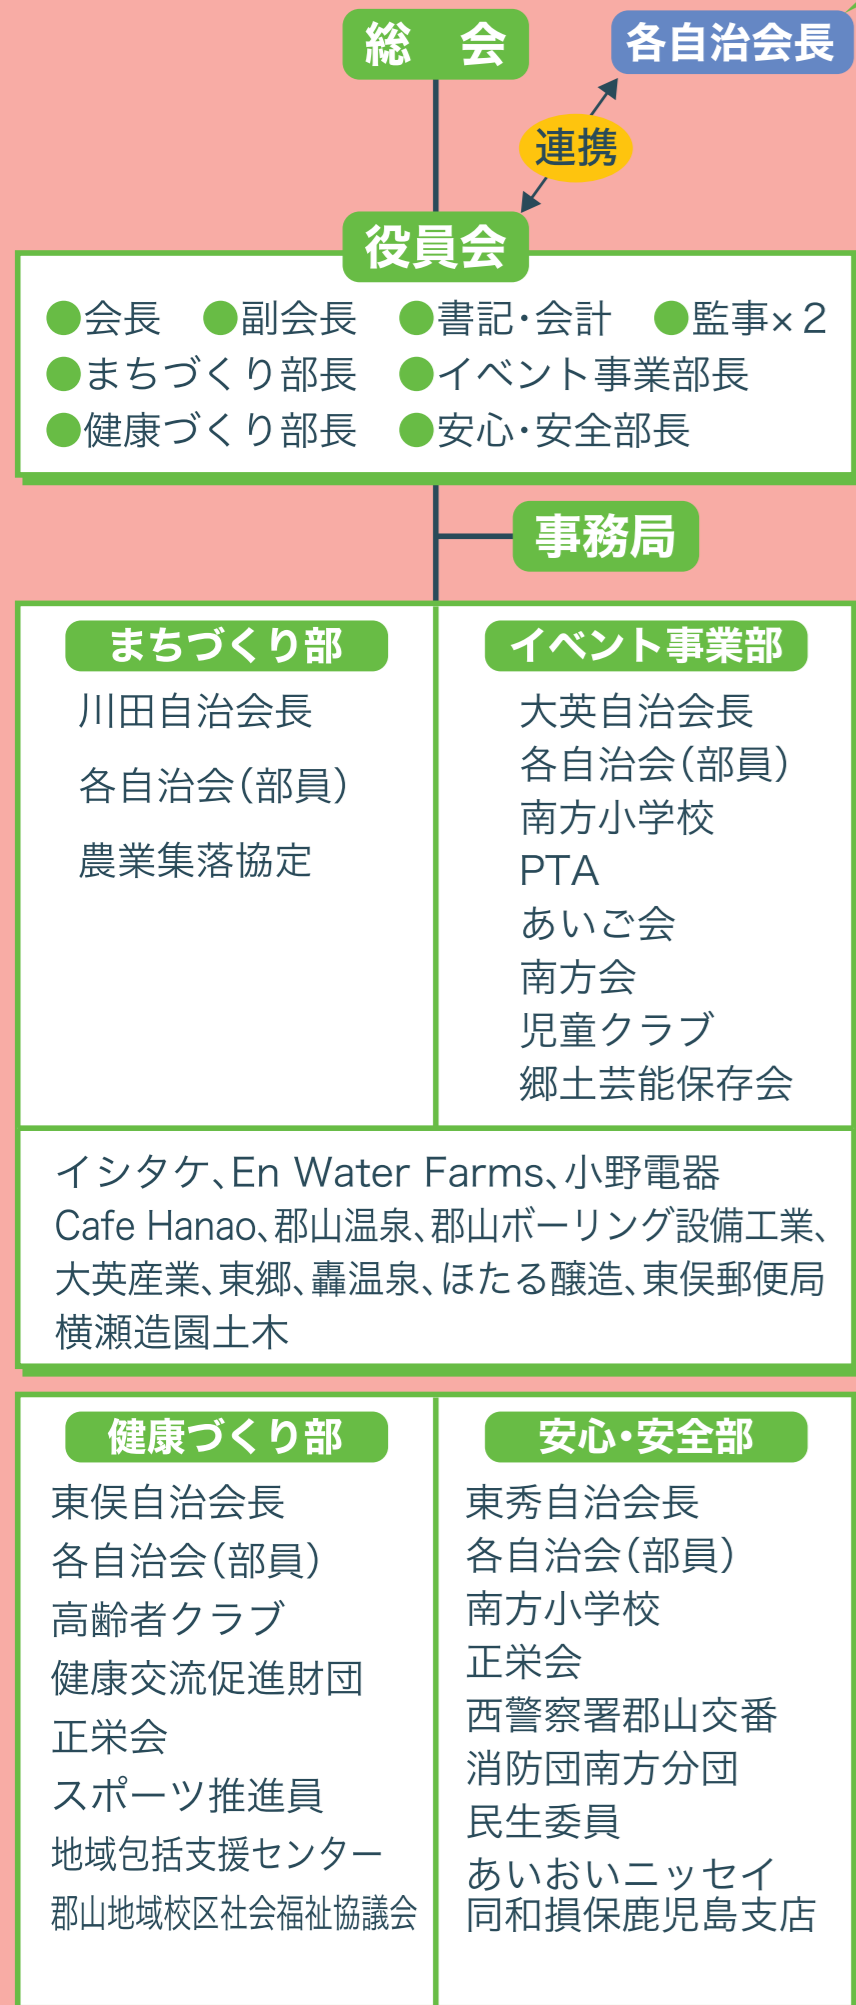 総　会
各自治会長
連携
役員会
●会長　●副会長　●書記・会計　●監事×２
●まちづくり部長　●イベント事業部長
●健康づくり部長　●安心・安全部長
事務局
まちづくり部
川田自治会長
各自治会（部員）
農業集落協定
イベント事業部
大英自治会長
各自治会（部員）
南方小学校
PTA
あいご会
南方会
児童クラブ
郷土芸能保存会
イシタケ、En Water Farms、小野電器
Cafe Hanao、郡山温泉、郡山ボーリング設備工業、
大英産業、東郷、轟温泉、ほたる醸造、東俣郵便局
横瀬造園土木
健康づくり部
東俣自治会長
各自治会（部員）
高齢者クラブ
健康交流促進財団
正栄会
スポーツ推進員
地域包括支援センター
郡山地域校区社会福祉協議会
安心・安全部
東秀自治会長
各自治会（部員）
南方小学校
正栄会
西警察署郡山交番
消防団南方分団
民生委員
あいおいニッセイ
同和損保鹿児島支店